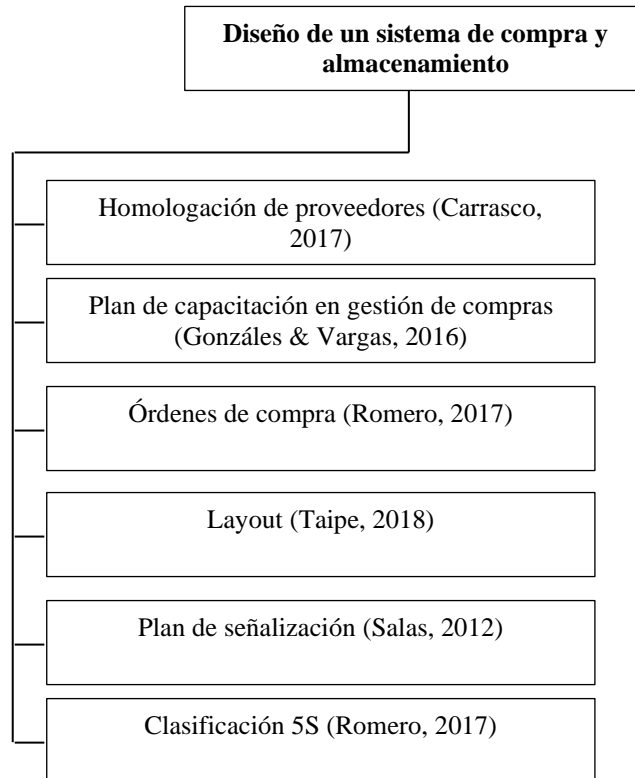 Diseño de un sistema de compra y
almacenamiento
Homologación de proveedores (Carrasco,
2017)
Plan de capacitación en gestión de compras
(Gonzáles & Vargas, 2016)
Órdenes de compra (Romero, 2017)
Layout (Taipe, 2018)
Plan de señalización (Salas, 2012)
Clasificación 5S (Romero, 2017)